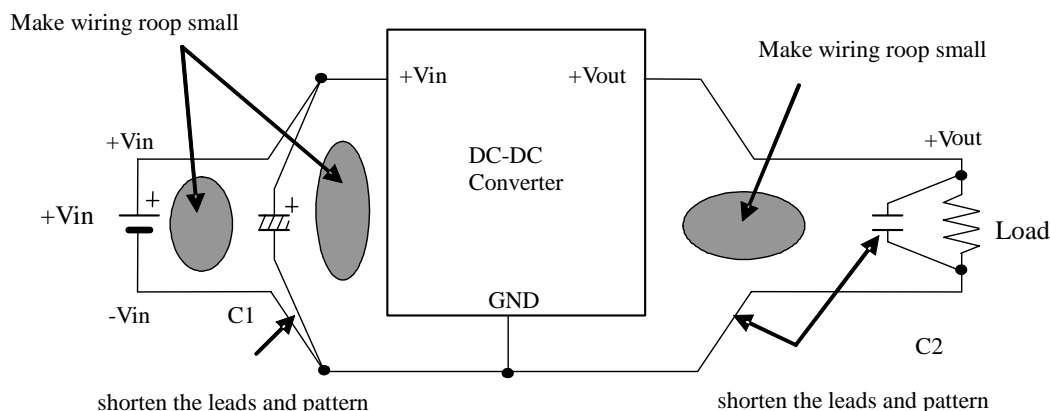 Make wiring roop small
Make wiring roop small
+Vin
+Vout
+Vin
+Vout
DC-DC
Converter
+
+
+Vin
Load
GND
-Vin
C1
C2
shorten the leads and pattern
shorten the leads and pattern